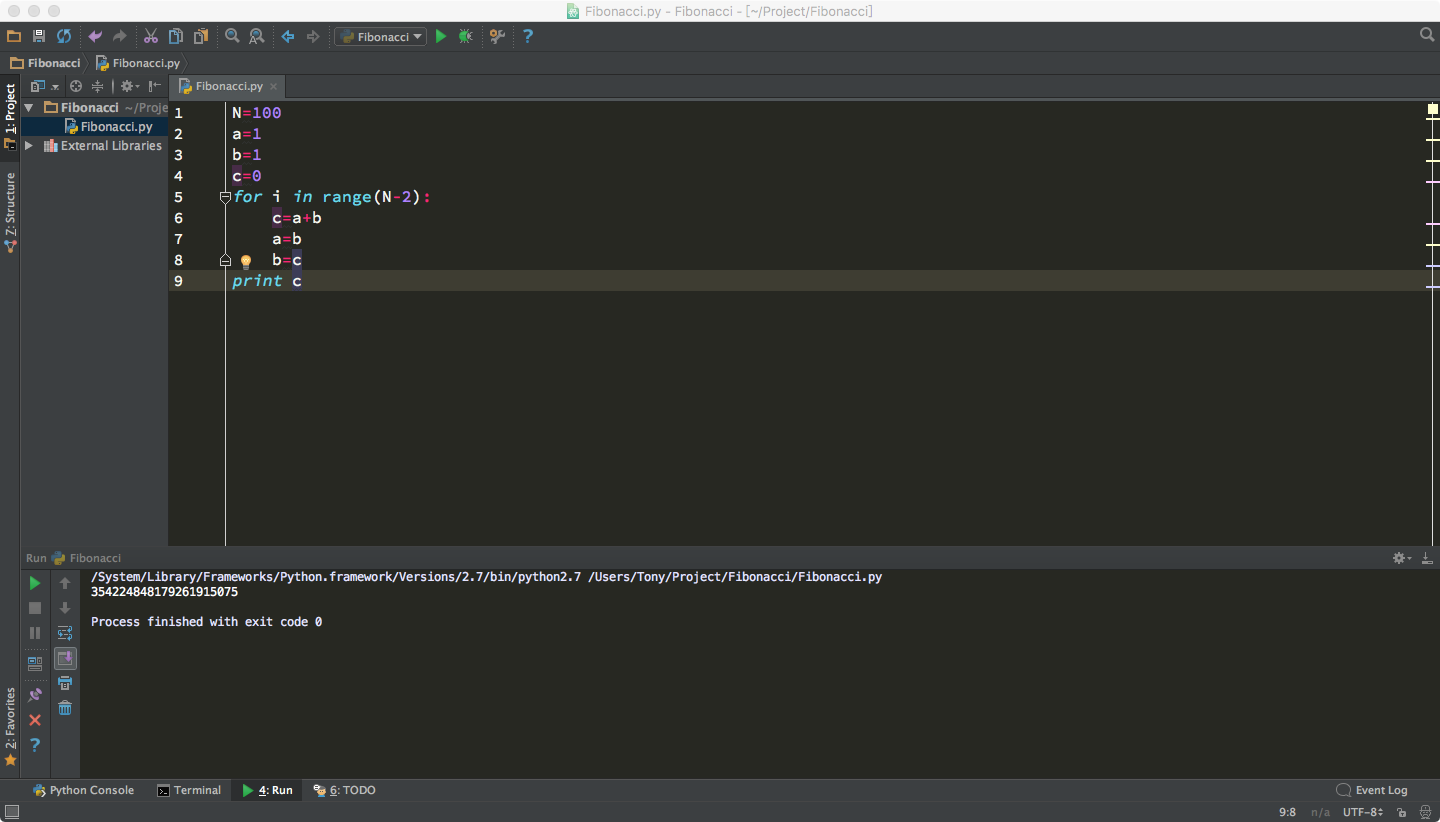 Fibonacci.py - Fibonacci - [~/Project/Fibonacci]
Fibonacci
Fibonacci Fibonacci.py
1: Project
Fibonacci.py
Fibonacci ~/Proje
Fibonacci.py
External Libraries
7: Structure
1 N=100
2 a=1
3 b=1
4 c=0
5 for i in range(N-2):
6     c=a+b
7     a=b
8     b=c
9 print c
Run Fibonacci
/System/Library/Frameworks/Python.framework/Versions/2.7/bin/python2.7 /Users/Tony/Project/Fibonacci/Fibonacci.py
354224848179261915075
Process finished with exit code 0
2: Favorites
Python Console Terminal 4: Run 6: TODO Event Log
9:8 n/a UTF-8